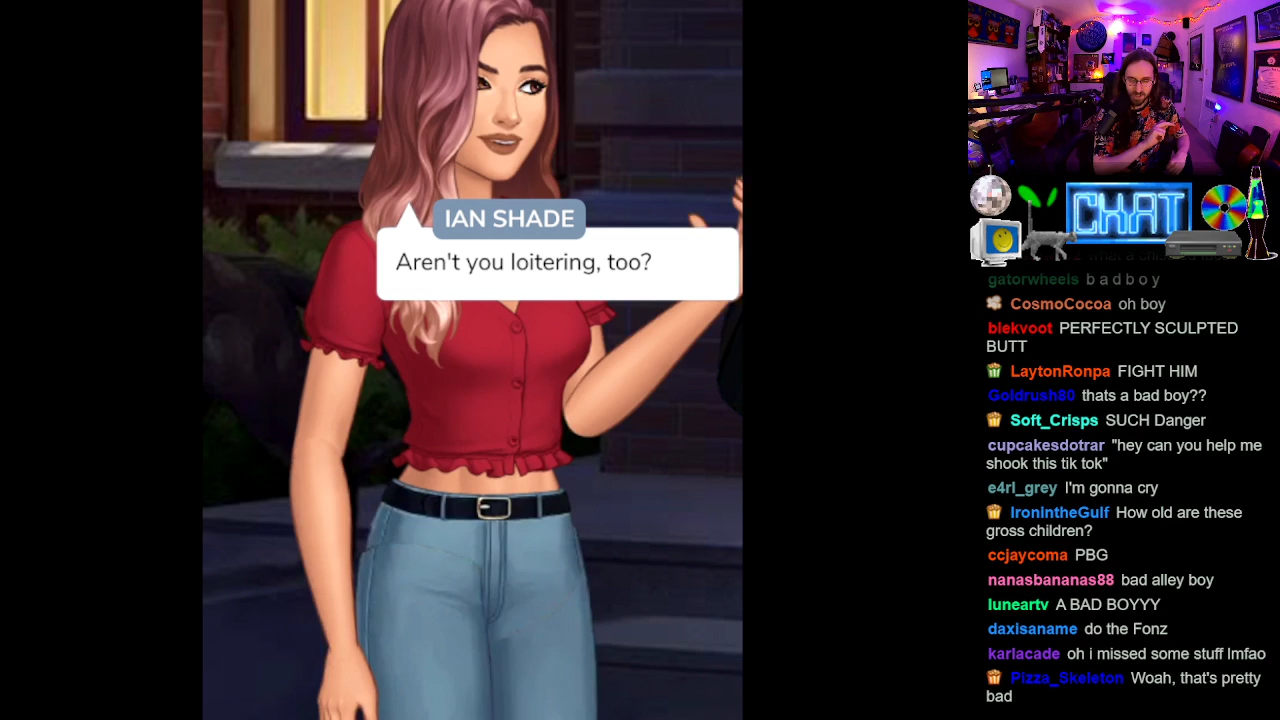 IAN SHADE
Aren't you loitering, too?
CHAT
gatorwheels b a d b o y
CosmoCocoa oh boy
blekvoot PERFECTLY SCULPTED
BUTT
LaytonRonpa FIGHT HIM
Goldrush80 thats a bad boy??
Soft_Crisps SUCH Danger
cupcakesdotrar "hey can you help me
shook this tik tok"
e4rl_grey I'm gonna cry
IronintheGulf How old are these
gross children?
ccjaycoma PBG
nanasbananas88 bad alley boy
luneartv A BAD BOYYY
daxisaname do the Fonz
karlacade oh i missed some stuff lmfao
Pizza_Skeleton Woah, that's pretty
bad